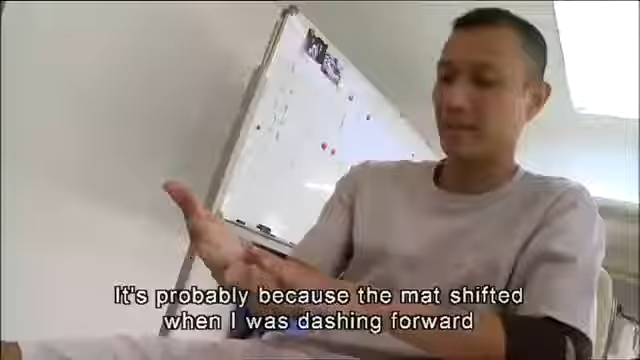 It's probably because the mat shifted
when I was dashing forward